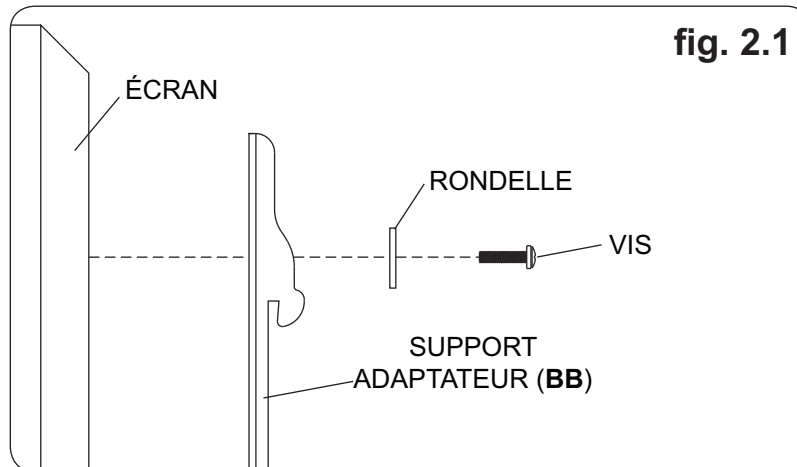 fig. 2.1
ÉCRAN
RONDELLE
VIS
SUPPORT
ADAPTATEUR (BB)